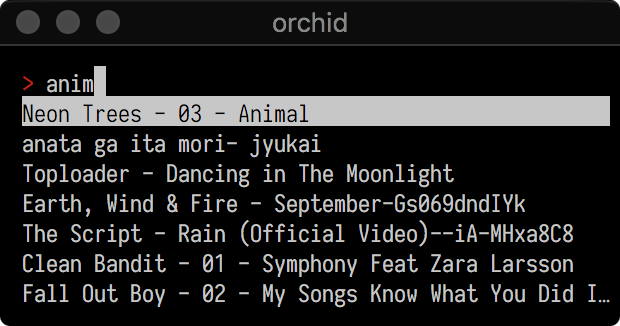 orchid
> anim
Neon Trees - 03 - Animal
anata ga ita mori- jyukai
Toploader - Dancing in The Moonlight
Earth, Wind & Fire - September-Gs069dndIYk
The Script - Rain (Official Video)--iA-MHxa8C8
Clean Bandit - 01 - Symphony Feat Zara Larsson
Fall Out Boy - 02 - My Songs Know What You Did I…